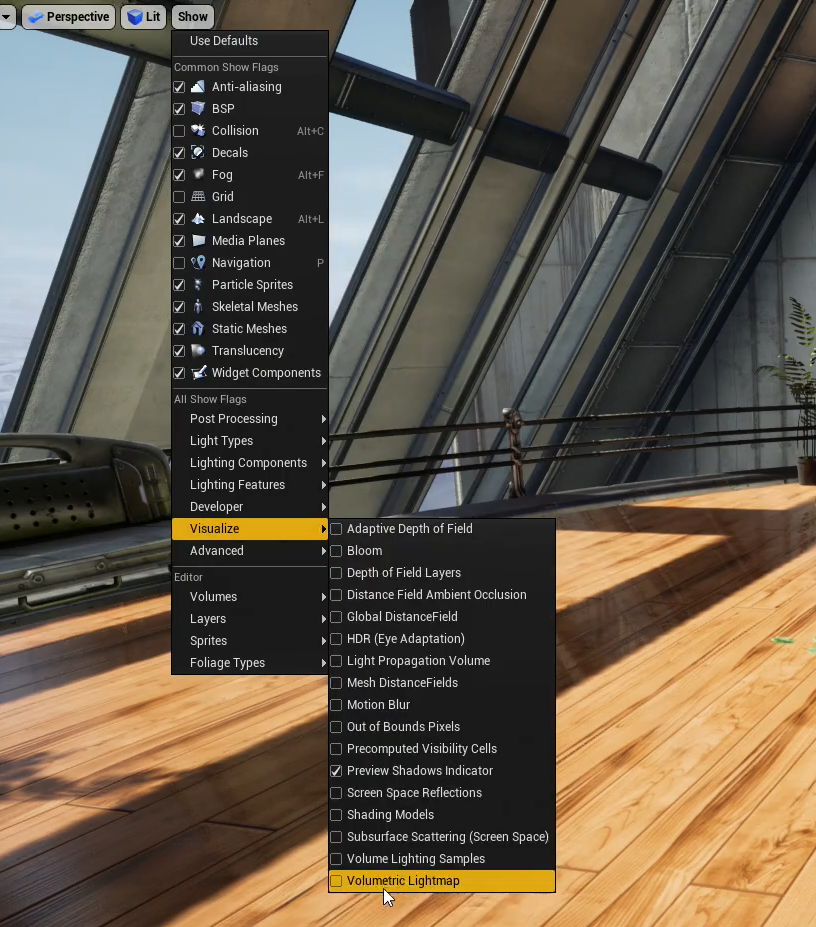 Perspective Lit Show
Use Defaults
Common Show Flags
Anti-aliasing
BSP
Collision Alt+C
Decals
Fog Alt+F
Grid
Landscape Alt+L
Media Planes
Navigation P
Particle Sprites
Skeletal Meshes
Static Meshes
Translucency
Widget Components
All Show Flags
Post Processing
Light Types
Lighting Components
Lighting Features
Developer
Visualize
Advanced
Editor
Volumes
Layers
Sprites
Foliage Types
Adaptive Depth of Field
Bloom
Depth of Field Layers
Distance Field Ambient Occlusion
Global DistanceField
HDR (Eye Adaptation)
Light Propagation Volume
Mesh DistanceFields
Motion Blur
Out of Bounds Pixels
Precomputed Visibility Cells
Preview Shadows Indicator
Screen Space Reflections
Shading Models
Subsurface Scattering (Screen Space)
Volume Lighting Samples
Volumetric Lightmap